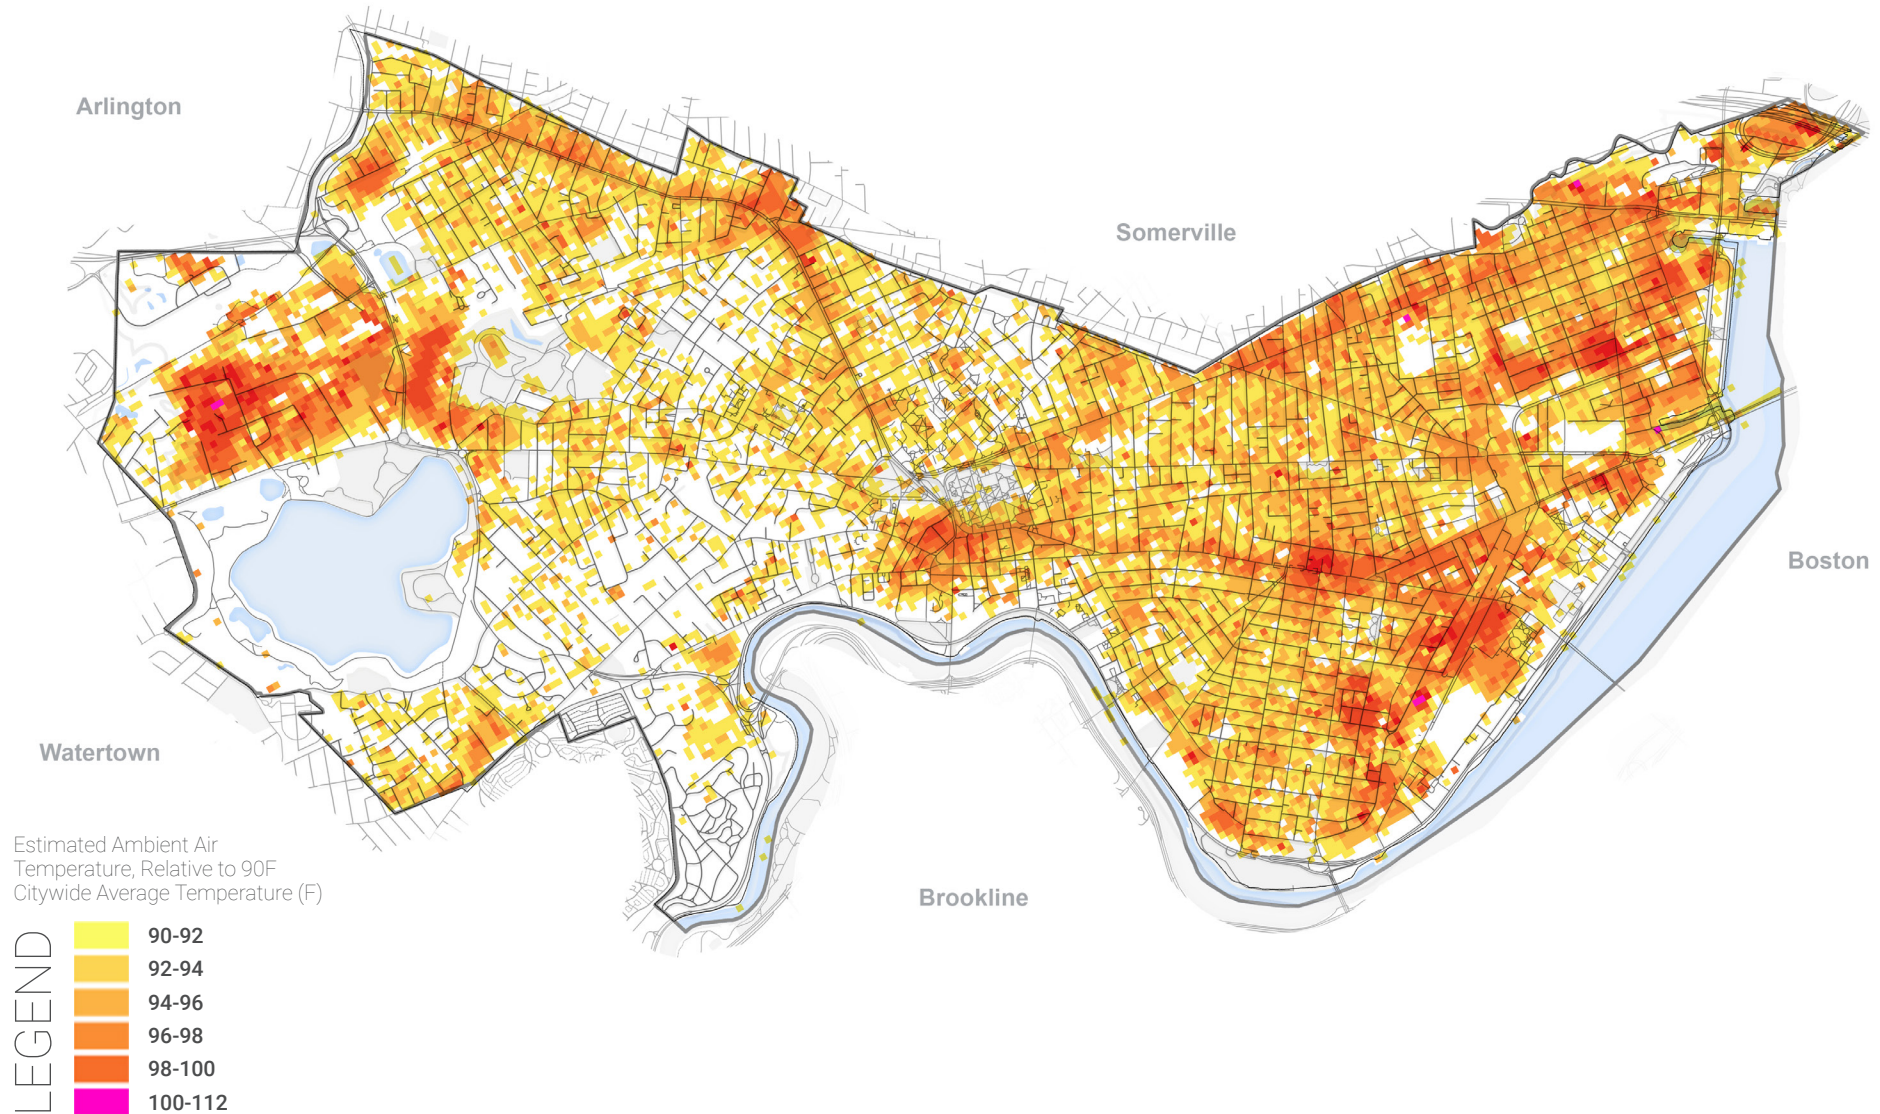 Arlington
Somerville
Boston
Watertown
Brookline
Estimated Ambient Air
Temperature, Relative to 90F
Citywide Average Temperature (F)
LEGEND
90-92
92-94
94-96
96-98
98-100
100-112